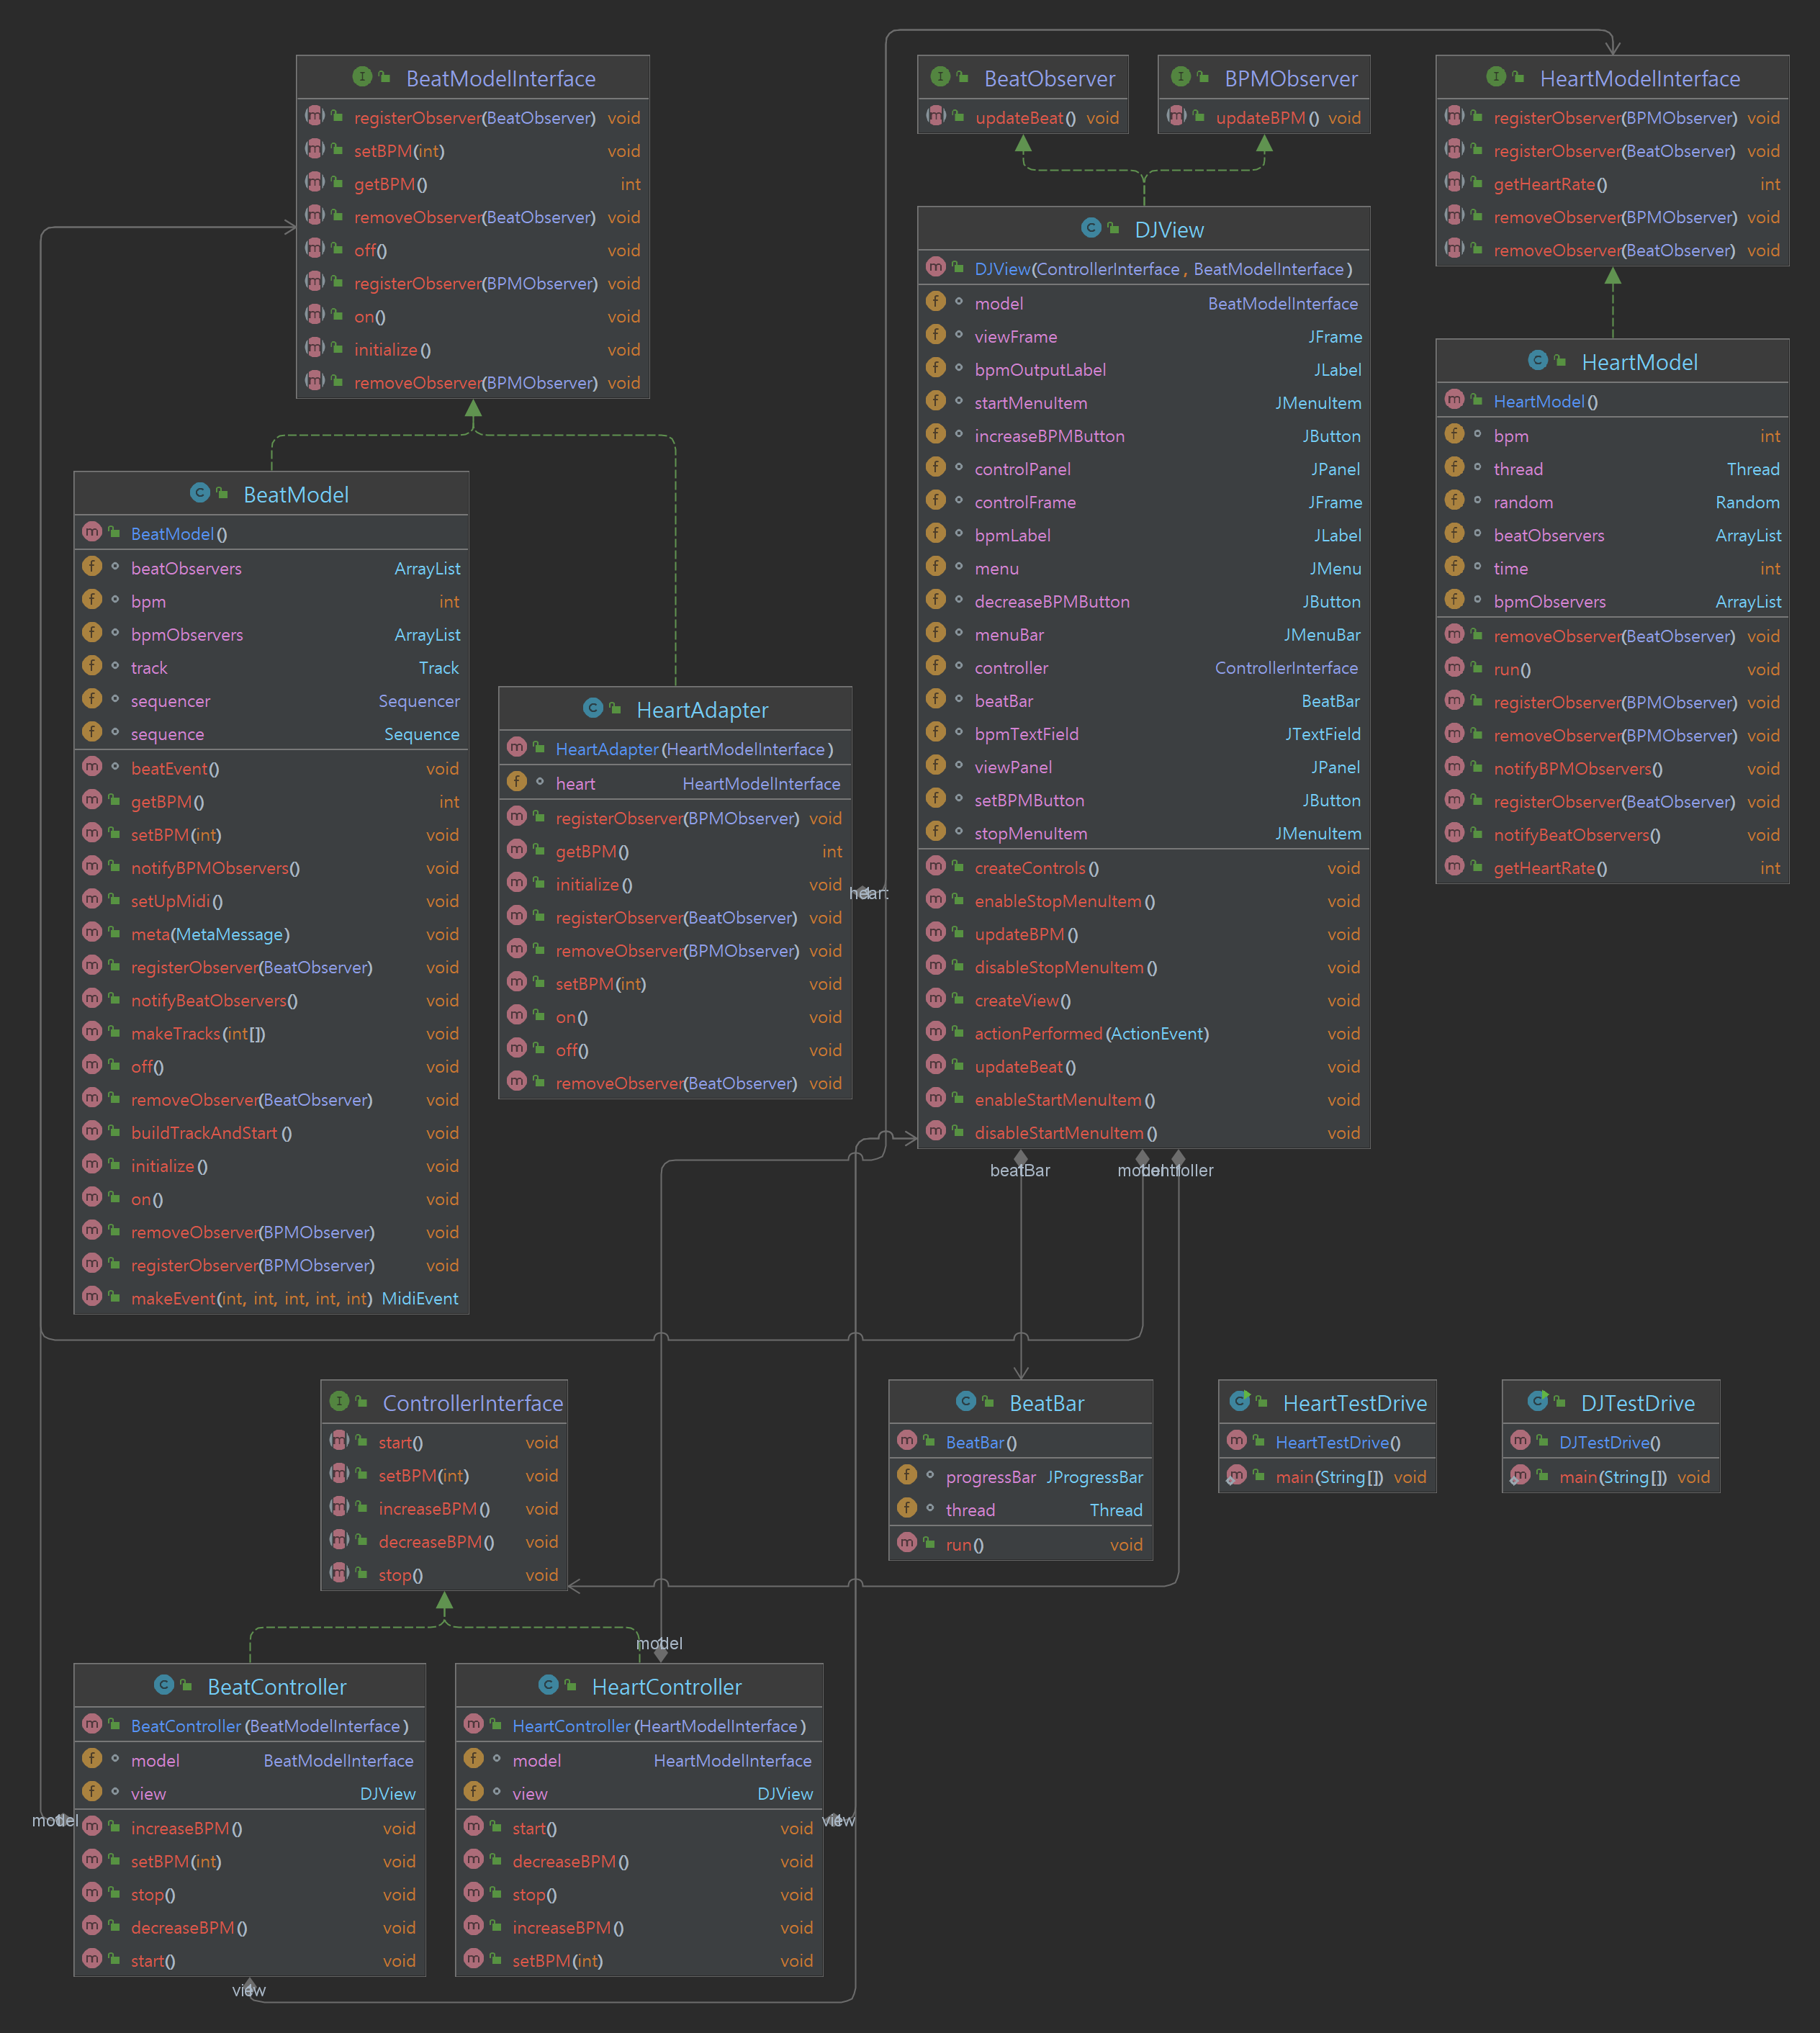 BeatModelInterface
registerObserver(BeatObserver) void
setBPM(int) void
getBPM() int
removeObserver(BeatObserver) void
off() void
registerObserver(BPMObserver) void
on() void
initialize() void
removeObserver(BPMObserver) void
BeatObserver
updateBeat() void
BPMObserver
updateBPM() void
HeartModelInterface
registerObserver(BPMObserver) void
registerObserver(BeatObserver) void
getHeartRate() int
removeObserver(BPMObserver) void
removeObserver(BeatObserver) void
DJView
DJView(ControllerInterface, BeatModelInterface)
model BeatModelInterface
viewFrame JFrame
bpmOutputLabel JLabel
startMenuItem JMenuItem
increaseBPMButton JButton
controlPanel JPanel
controlFrame JFrame
bpmLabel JLabel
menu JMenu
decreaseBPMButton JButton
menuBar JMenuBar
controller ControllerInterface
beatBar BeatBar
bpmTextField JTextField
viewPanel JPanel
setBPMButton JButton
stopMenuItem JMenuItem
createControls() void
enableStopMenuItem() void
updateBPM() void
disableStopMenuItem() void
createView() void
actionPerformed(ActionEvent) void
updateBeat() void
enableStartMenuItem() void
disableStartMenuItem() void
HeartModel
HeartModel()
bpm int
thread Thread
random Random
beatObservers ArrayList
time int
bpmObservers ArrayList
removeObserver(BeatObserver) void
run() void
registerObserver(BPMObserver) void
removeObserver(BPMObserver) void
notifyBPMObservers() void
registerObserver(BeatObserver) void
notifyBeatObservers() void
getHeartRate() int
BeatModel
BeatModel()
beatObservers ArrayList
bpm int
bpmObservers ArrayList
track Track
sequencer Sequencer
sequence Sequence
beatEvent() void
getBPM() int
setBPM(int) void
notifyBPMObservers() void
setUpMidi() void
meta(MetaMessage) void
registerObserver(BeatObserver) void
notifyBeatObservers() void
makeTracks(int[]) void
off() void
removeObserver(BeatObserver) void
buildTrackAndStart() void
initialize() void
on() void
removeObserver(BPMObserver) void
registerObserver(BPMObserver) void
makeEvent(int, int, int, int, int) MidiEvent
HeartAdapter
HeartAdapter(HeartModelInterface)
heart HeartModelInterface
registerObserver(BPMObserver) void
getBPM() int
initialize() void
registerObserver(BeatObserver) void
removeObserver(BPMObserver) void
setBPM(int) void
on() void
off() void
removeObserver(BeatObserver) void
heart
beatBar
model
controller
ControllerInterface
start() void
setBPM(int) void
increaseBPM() void
decreaseBPM() void
stop() void
BeatBar
BeatBar()
progressBar JProgressBar
thread Thread
run() void
HeartTestDrive
HeartTestDrive()
main(String[]) void
DJTestDrive
DJTestDrive()
main(String[]) void
model
BeatController
BeatController(BeatModelInterface)
model BeatModelInterface
view DJView
increaseBPM() void
setBPM(int) void
stop() void
decreaseBPM() void
start() void
model
view
HeartController
HeartController(HeartModelInterface)
model HeartModelInterface
view DJView
start() void
decreaseBPM() void
stop() void
increaseBPM() void
setBPM(int) void
view